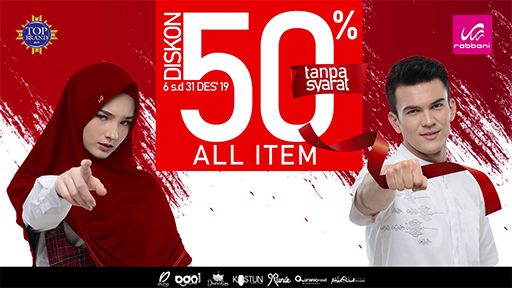 TOP
BRAND
rabbani
DISKON
6 s.d 31 DES'19
50%
tanpa
syarat
ALL ITEM
KOSTUN